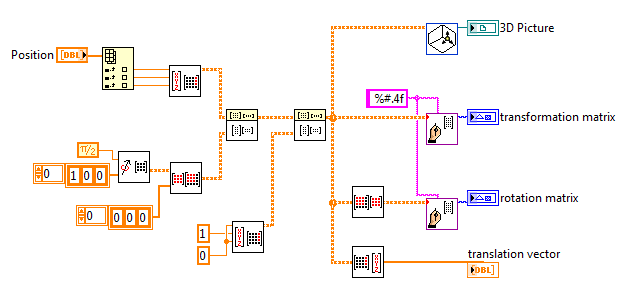 3D Picture
Position
DBL
%#.4f
transformation matrix
π/2
0
1 0 0
rotation matrix
0
0 0 0
1
0
translation vector
DBL